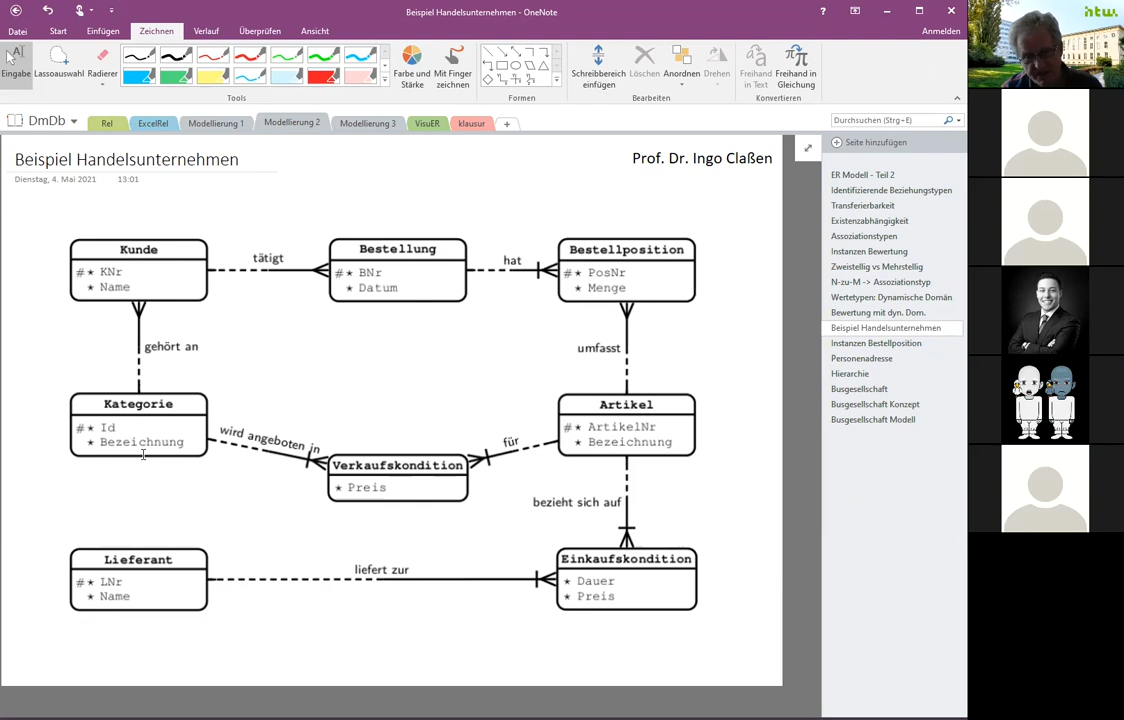 Beispiel Handelsunternehmen - OneNote
?
Datei
Start
Einfügen
Zeichnen
Verlauf
Überprüfen
Ansicht
Anmelden
Eingabe
Lassoauswahl
Radierer
Farbe und Stärke
Mit Finger zeichnen
Schreibbereich einfügen
Löschen
Anordnen
Drehen
Freihand in Text
Freihand in Gleichung
Tools
Formen
Bearbeiten
Konvertieren
DmDb
Rel
ExcelRel
Modellierung 1
Modellierung 2
Modellierung 3
VisuER
klausur
Durchsuchen (Strg+E)
Beispiel Handelsunternehmen
Prof. Dr. Ingo Claßen
Dienstag, 4. Mai 2021 13:01
Kunde
#* KNr
* Name
tätigt
Bestellung
#* BNr
* Datum
hat
Bestellposition
#* PosNr
* Menge
gehört an
umfasst
Kategorie
#* Id
* Bezeichnung
wird angeboten in
Verkaufskondition
* Preis
für
Artikel
#* ArtikelNr
* Bezeichnung
bezieht sich auf
Lieferant
#* LNr
* Name
liefert zur
Einkaufskondition
* Dauer
* Preis
Seite hinzufügen
ER Modell - Teil 2
Identifizierende Beziehungstypen
Transferierbarkeit
Existenzabhängigkeit
Assoziationstypen
Instanzen Bewertung
Zweistellig vs Mehrstellig
N-zu-M -> Assoziationstyp
Wertetypen: Dynamische Domän
Bewertung mit dyn. Dom.
Beispiel Handelsunternehmen
Instanzen Bestellposition
Personenadresse
Hierarchie
Busgesellschaft
Busgesellschaft Konzept
Busgesellschaft Modell
htw